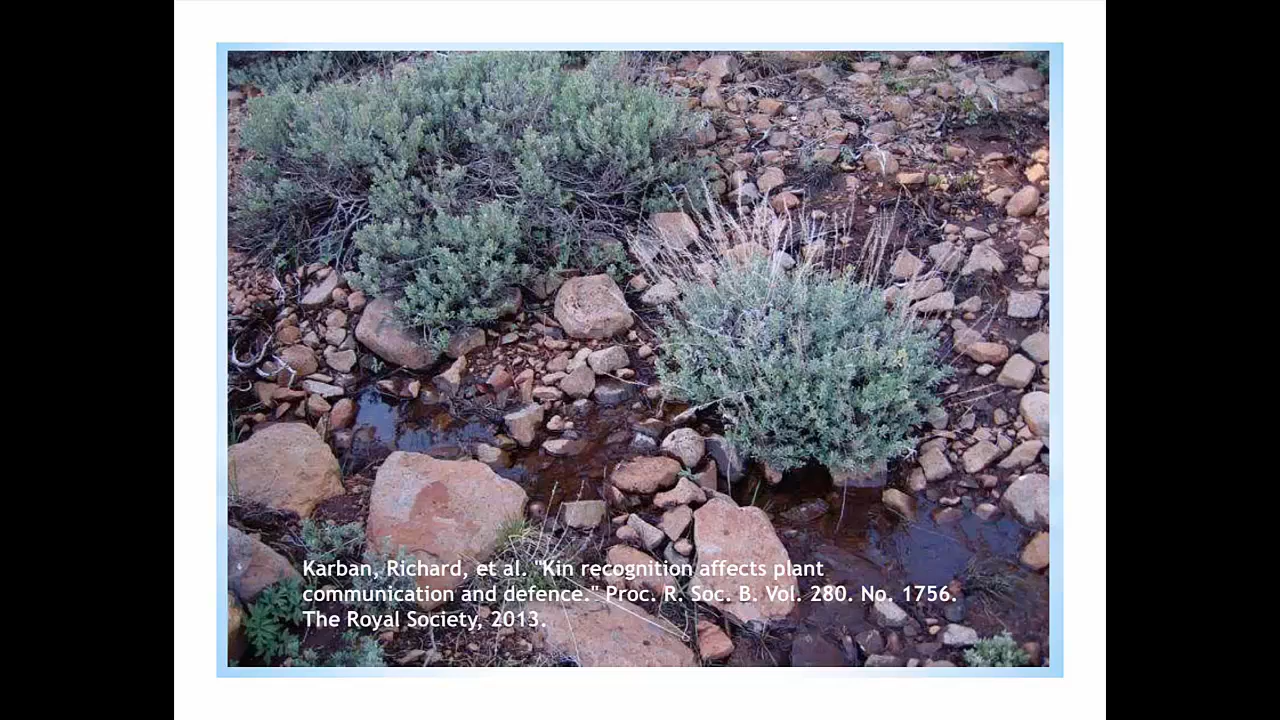 Karban, Richard, et al. "Kin recognition affects plant
communication and defence." Proc. R. Soc. B. Vol. 280. No. 1756.
The Royal Society, 2013.